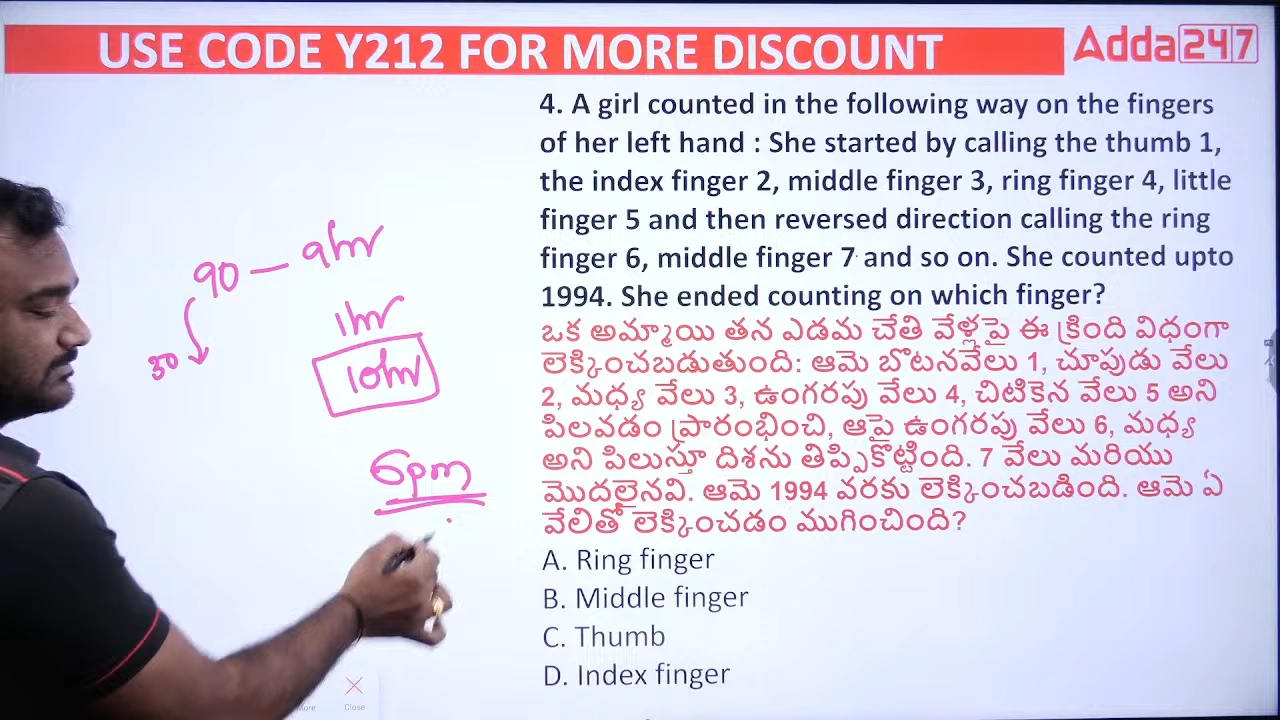 USE CODE Y212 FOR MORE DISCOUNT
Adda247
4. A girl counted in the following way on the fingers
of her left hand : She started by calling the thumb 1,
the index finger 2, middle finger 3, ring finger 4, little
finger 5 and then reversed direction calling the ring
finger 6, middle finger 7 and so on. She counted upto
1994. She ended counting on which finger?
ఒక అమ్మాయి తన ఎడమ చేతి వేళ్లపై ఈ క్రింది విధంగా
లెక్కించబడుతుంది: ఆమె బొటనవేలు 1, చూపుడు వేలు
2, మధ్య వేలు 3, ఉంగరపు వేలు 4, చిటికెన వేలు 5 అని
పిలవడం ప్రారంభించి, ఆపై ఉంగరపు వేలు 6, మధ్య
అని పిలుస్తూ దిశను తిప్పికొట్టింది. 7 వేలు మరియు
మొదలైనవి. ఆమె 1994 వరకు లెక్కించబడింది. ఆమె ఏ
వేలితో లెక్కించడం ముగించింది?
A. Ring finger
B. Middle finger
C. Thumb
D. Index finger
90 — 9hr
30
1hr
10hr
6pm
More
Close